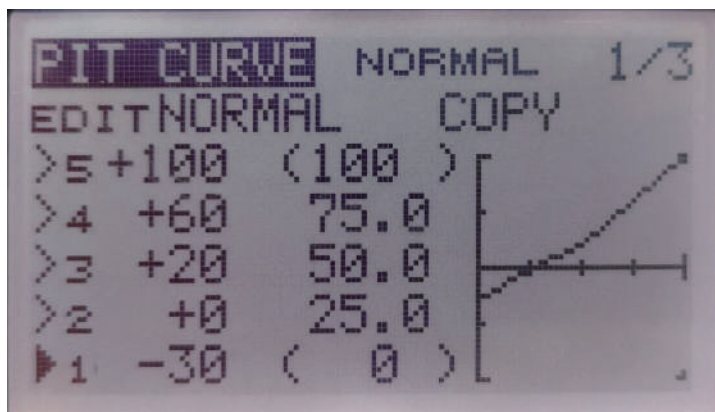 PIT CURVE NORMAL 1/3
EDIT NORMAL COPY
>5 +100 (100 )
>4 +60 75.0
>3 +20 50.0
>2 +0 25.0
▶1 -30 ( 0 )